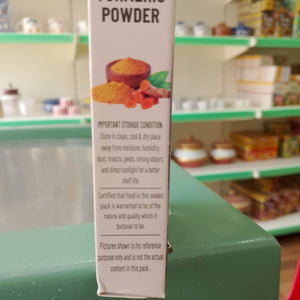 TURMERIC
POWDER
IMPORTANT STORAGE CONDITION:
Store in clean, cool & dry place
away from moisture, humidity,
dust, insects, pests, strong odours,
and direct sunlight for a better
shelf life.
Certified that food in this sealed
pack is warranted to be of the
nature and quality which it
purpose to be.
Pictures shown is for reference
purpose only and is not the actual
content in this pack.